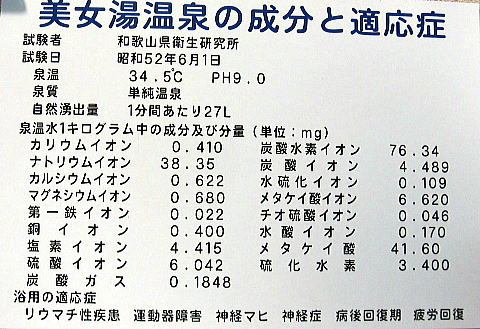 美女湯温泉の成分と適応症
試験者 和歌山県衛生研究所
試験日 昭和52年6月1日
泉温 34.5℃ PH9.0
泉質 単純温泉
自然湧出量 1分間あたり27L
泉温水1キログラム中の成分及び分量(単位:mg)
カリウムイオン 0.410 炭酸水素イオン 76.34
ナトリウムイオン 38.35 炭酸イオン 4.489
カルシウムイオン 0.622 水硫化イオン 0.109
マグネシウムイオン 0.680 メタケイ酸イオン 6.620
第一鉄イオン 0.022 チオ硫酸イオン 0.046
銅イオン 0.400 水酸イオン 0.170
塩素イオン 4.415 メタケイ酸 41.60
硫酸イオン 6.042 硫化水素 3.400
炭酸ガス 0.1848
浴用の適応症
リウマチ性疾患 運動器障害 神経マヒ 神経症 病後回復期 疲労回復